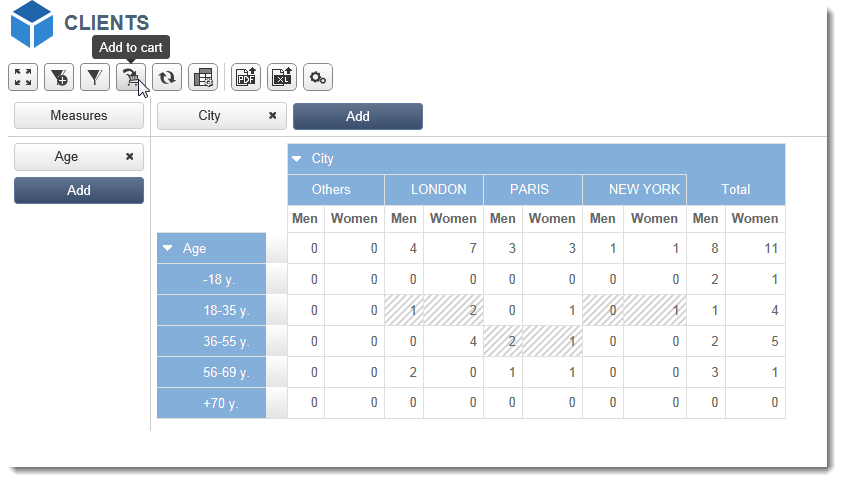 CLIENTS
Add to cart
PDF XL
Measures City × Add
Age ×
Add
City
Others LONDON PARIS NEW YORK Total
Men Women Men Women Men Women Men Women Men Women
Age 0 0 4 7 3 3 1 1 8 11
-18 y. 0 0 0 0 0 0 0 0 2 1
18-35 y. 0 0 1 2 0 1 0 1 1 4
36-55 y. 0 0 0 4 2 1 0 0 2 5
56-69 y. 0 0 2 0 1 1 0 0 3 1
+70 y. 0 0 0 0 0 0 0 0 0 0